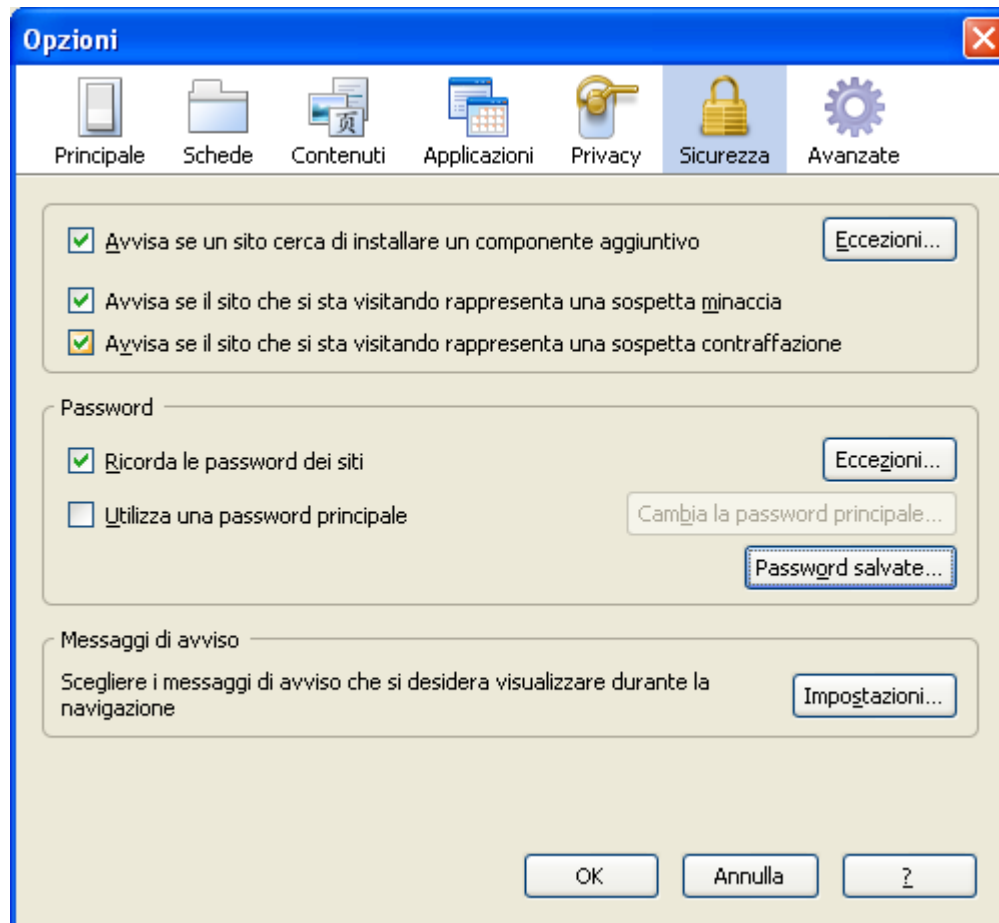 Opzioni
Principale
Schede
页
Contenuti
Applicazioni
Privacy
Sicurezza
Avanzate
Avvisa se un sito cerca di installare un componente aggiuntivo
Eccezioni...
Avvisa se il sito che si sta visitando rappresenta una sospetta minaccia
Avvisa se il sito che si sta visitando rappresenta una sospetta contraffazione
Password
Ricorda le password dei siti
Eccezioni...
Utilizza una password principale
Cambia la password principale...
Password salvate...
Messaggi di avviso
Scegliere i messaggi di avviso che si desidera visualizzare durante la
navigazione
Impostazioni...
OK
Annulla
?